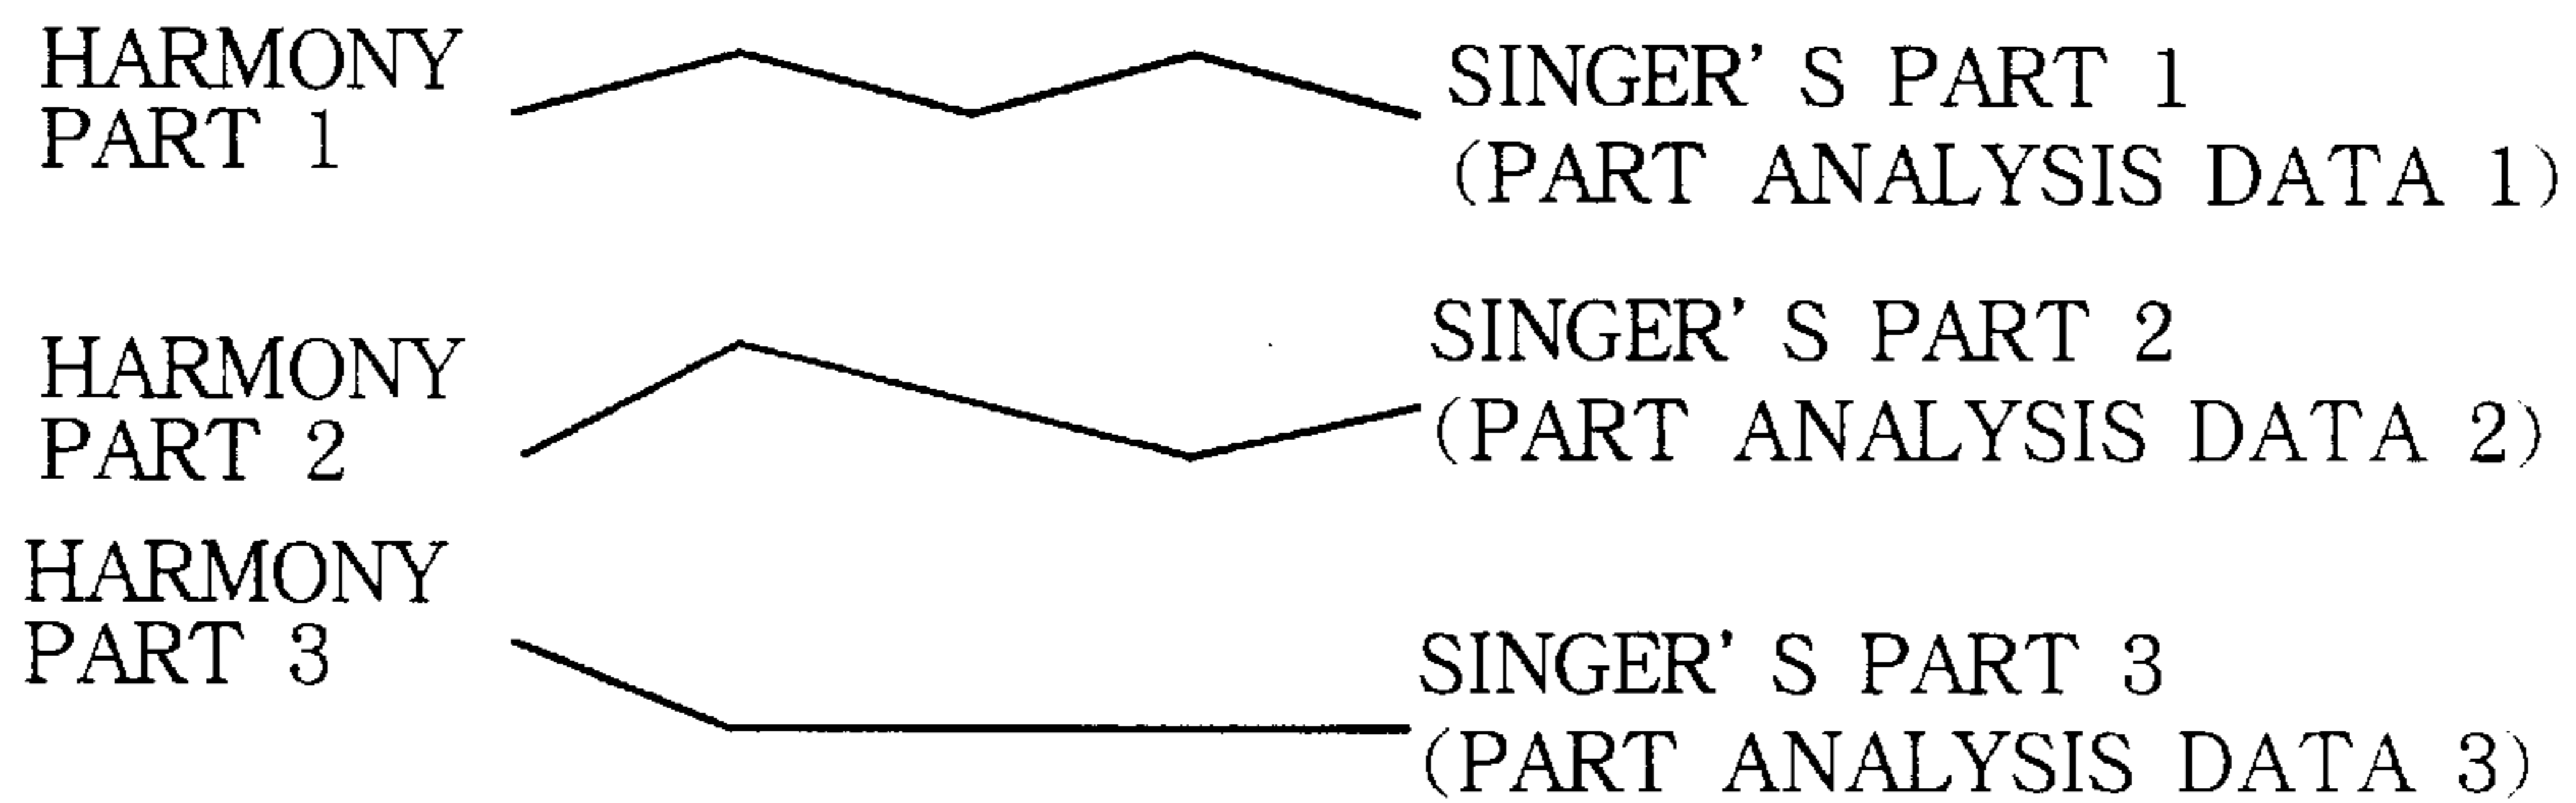 HARMONY
PART 1
SINGER'S PART 1
(PART ANALYSIS DATA 1)
HARMONY
PART 2
SINGER'S PART 2
(PART ANALYSIS DATA 2)
HARMONY
PART 3
SINGER'S PART 3
(PART ANALYSIS DATA 3)